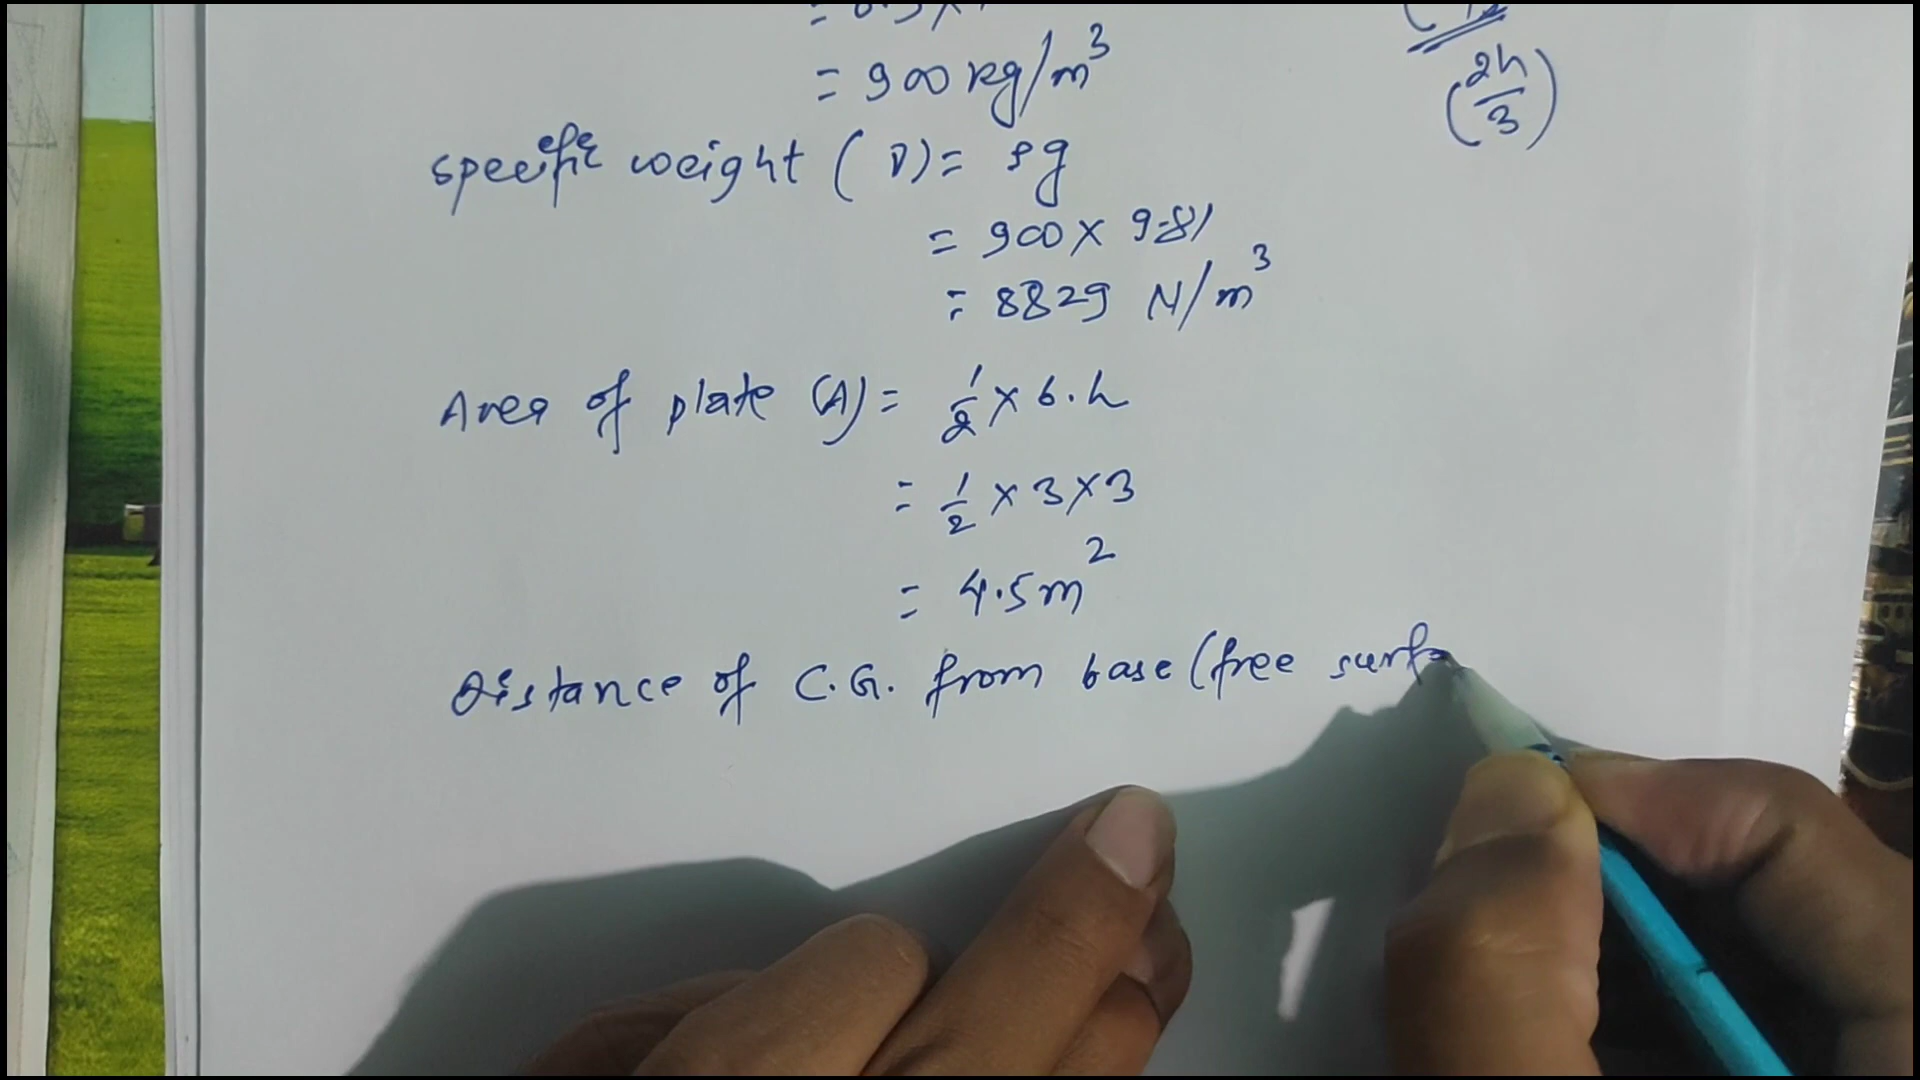 = 900 kg/m³
(2h/3)
specific weight (γ) = ρg
= 900 × 9.81
= 8829 N/m³
Area of plate (A) = 1/2 × b.h
= 1/2 × 3 × 3
= 4.5 m²
Distance of C.G. from base (free surfa